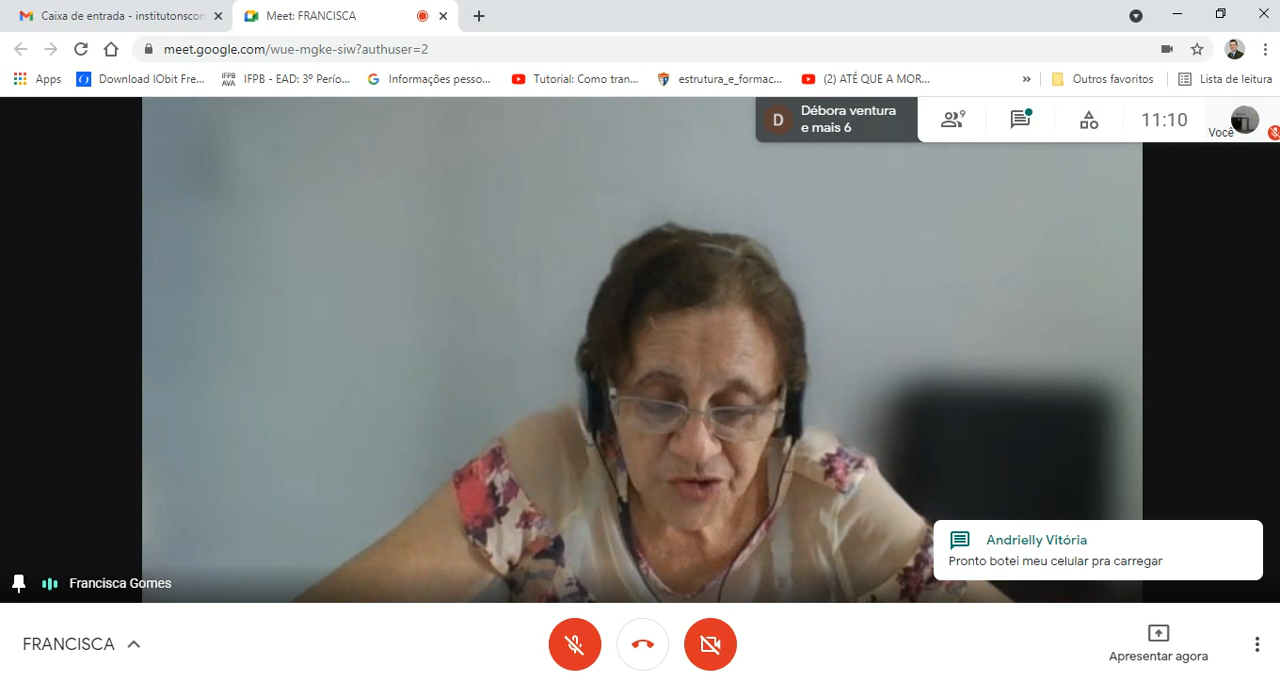 Caixa de entrada - institutonscon
Meet: FRANCISCA
meet.google.com/wue-mgke-siw?authuser=2
Apps
Download IObit Fre...
IFPB AVA
IFPB - EAD: 3º Perío...
Informações pesso...
Tutorial: Como tran...
estrutura_e_formac...
(2) ATÉ QUE A MOR...
»
Outros favoritos
Lista de leitura
D
Débora ventura
e mais 6
9
11:10
Você
Andrielly Vitória
Pronto botei meu celular pra carregar
Francisca Gomes
FRANCISCA
Apresentar agora